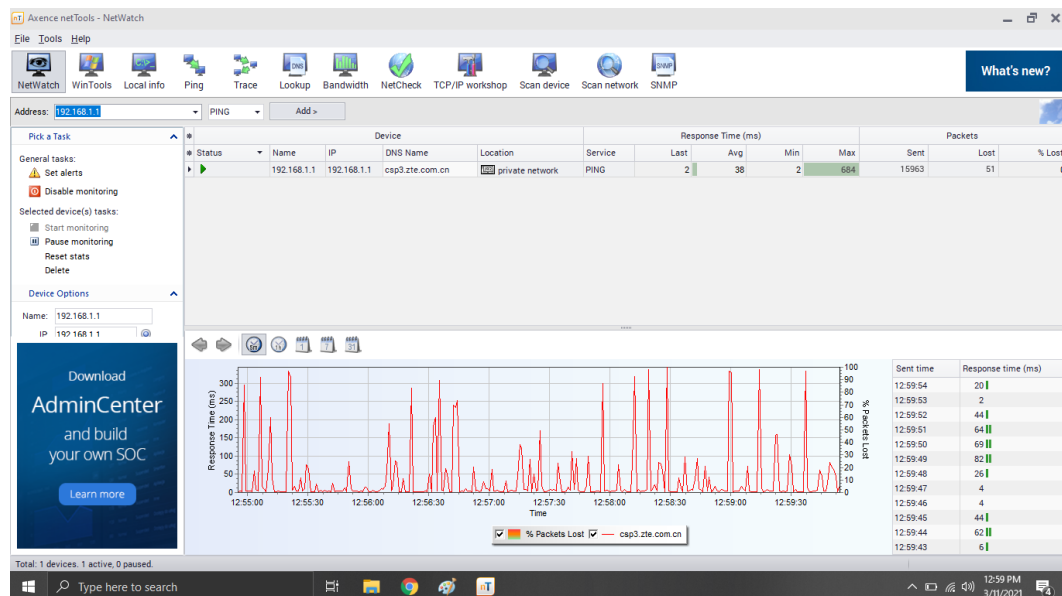 nT Axence netTools - NetWatch
File Tools Help
NetWatch WinTools Local info Ping Trace Lookup Bandwidth NetCheck TCP/IP workshop Scan device Scan network SNMP
What's new?
Address: 192.168.1.1 PING Add >
Pick a Task
General tasks:
Set alerts
Disable monitoring
Selected device(s) tasks:
Start monitoring
Pause monitoring
Reset stats
Delete
Device Options
Name: 192.168.1.1
IP 192.168.1.1
Download
AdminCenter
and build
your own SOC
Learn more
Device Response Time (ms) Packets
Status Name IP DNS Name Location Service Last Avg Min Max Sent Lost % Lost
192.168.1.1 192.168.1.1 csp3.zte.com.cn private network PING 2 38 2 684 15963 51 0
5m 1h 1 7 31
Response Time (ms)
300
250
200
150
100
50
0
100
90
80
70
60
50
40
30
20
10
0
% Packets Lost
12:55:00 12:55:30 12:56:00 12:56:30 12:57:00 12:57:30 12:58:00 12:58:30 12:59:00 12:59:30
Time
% Packets Lost csp3.zte.com.cn
Sent time Response time (ms)
12:59:54 20
12:59:53 2
12:59:52 44
12:59:51 64
12:59:50 69
12:59:49 82
12:59:48 26
12:59:47 4
12:59:46 4
12:59:45 44
12:59:44 62
12:59:43 6
Total: 1 devices. 1 active, 0 paused.
Type here to search
nT
12:59 PM
3/11/2021
4